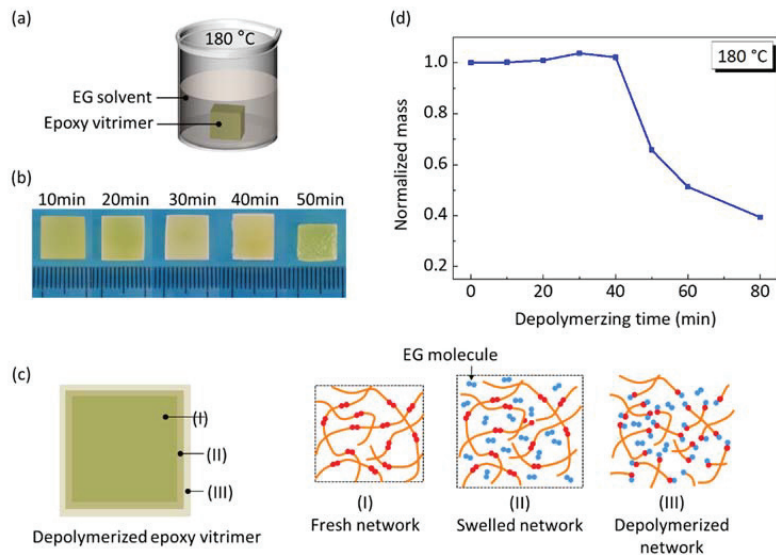 (a)
180 °C
EG solvent
Epoxy vitrimer
(b)
10min 20min 30min 40min 50min
(c)
(I)
(II)
(III)
Depolymerized epoxy vitrimer
EG molecule
(I)
Fresh network
(II)
Swelled network
(III)
Depolymerized
network
(d)
180 °C
Normalized mass
1.0
0.8
0.6
0.4
0.2
0 20 40 60 80
Depolymerzing time (min)